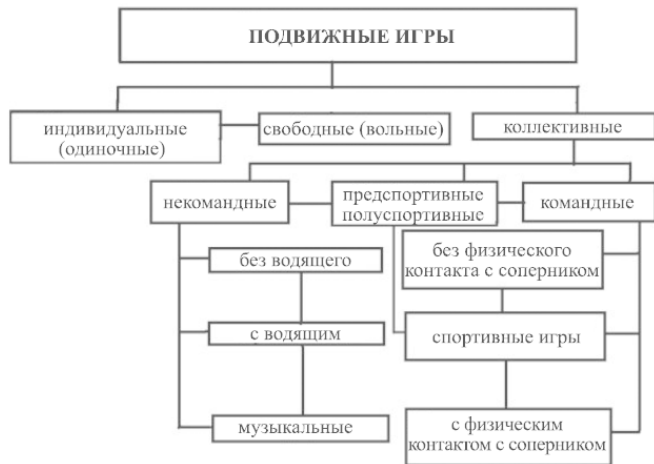 ПОДВИЖНЫЕ ИГРЫ
индивидуальные
(одиночные)
свободные (вольные)
коллективные
некомандные
предспортивные
полуспортивные
командные
без водящего
без физического
контакта с соперником
с водящим
спортивные игры
музыкальные
с физическим
контактом с соперником